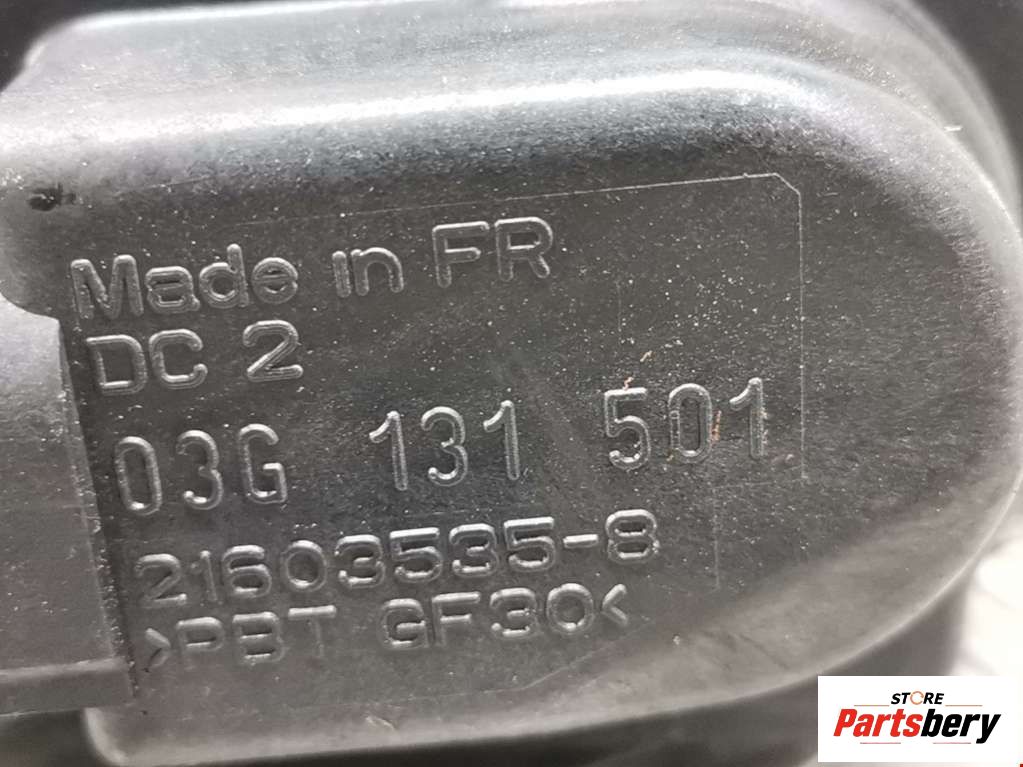 Made in FR
DC 2
03G 131 501
21603535-8
>PBT GF30<
STORE
Partsbery